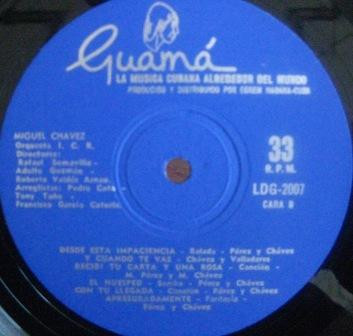 Guamá
LA MUSICA CUBANA ALREDEDOR DEL MUNDO
PRODUCIDO Y DISTRIBUIDO POR EGREM HABANA-CUBA
MIGUEL CHAVEZ
Orquesta I. C. R.
Directores:
Rafael Somavilla -
Adolfo Guzmán -
Roberto Valdés Arnau.
Arreglistas: Pedro
Tony Taño -
Francisco García Caturla.
33
R.P.M.
LDG-2007
CARA B
DESDE ESTA IMPACIENCIA - Balada - Pérez y Chávez
Y CUANDO TE VAS - Chávez y Valladares
RECIBI TU CARTA Y UNA ROSA - Canción -
M. Pérez y M. Chávez
EL HUESPED - Samba - Pérez y Chávez
CON TU LLEGADA - Canción - Pérez y Chávez
APRESURADAMENTE - Fantasía -
Pérez y Chávez